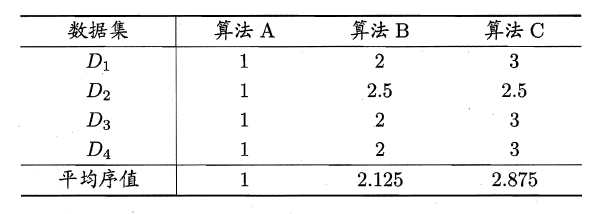 数据集 算法 A 算法 B 算法 C
D₁ 1 2 3
D₂ 1 2.5 2.5
D₃ 1 2 3
D₄ 1 2 3
平均序值 1 2.125 2.875